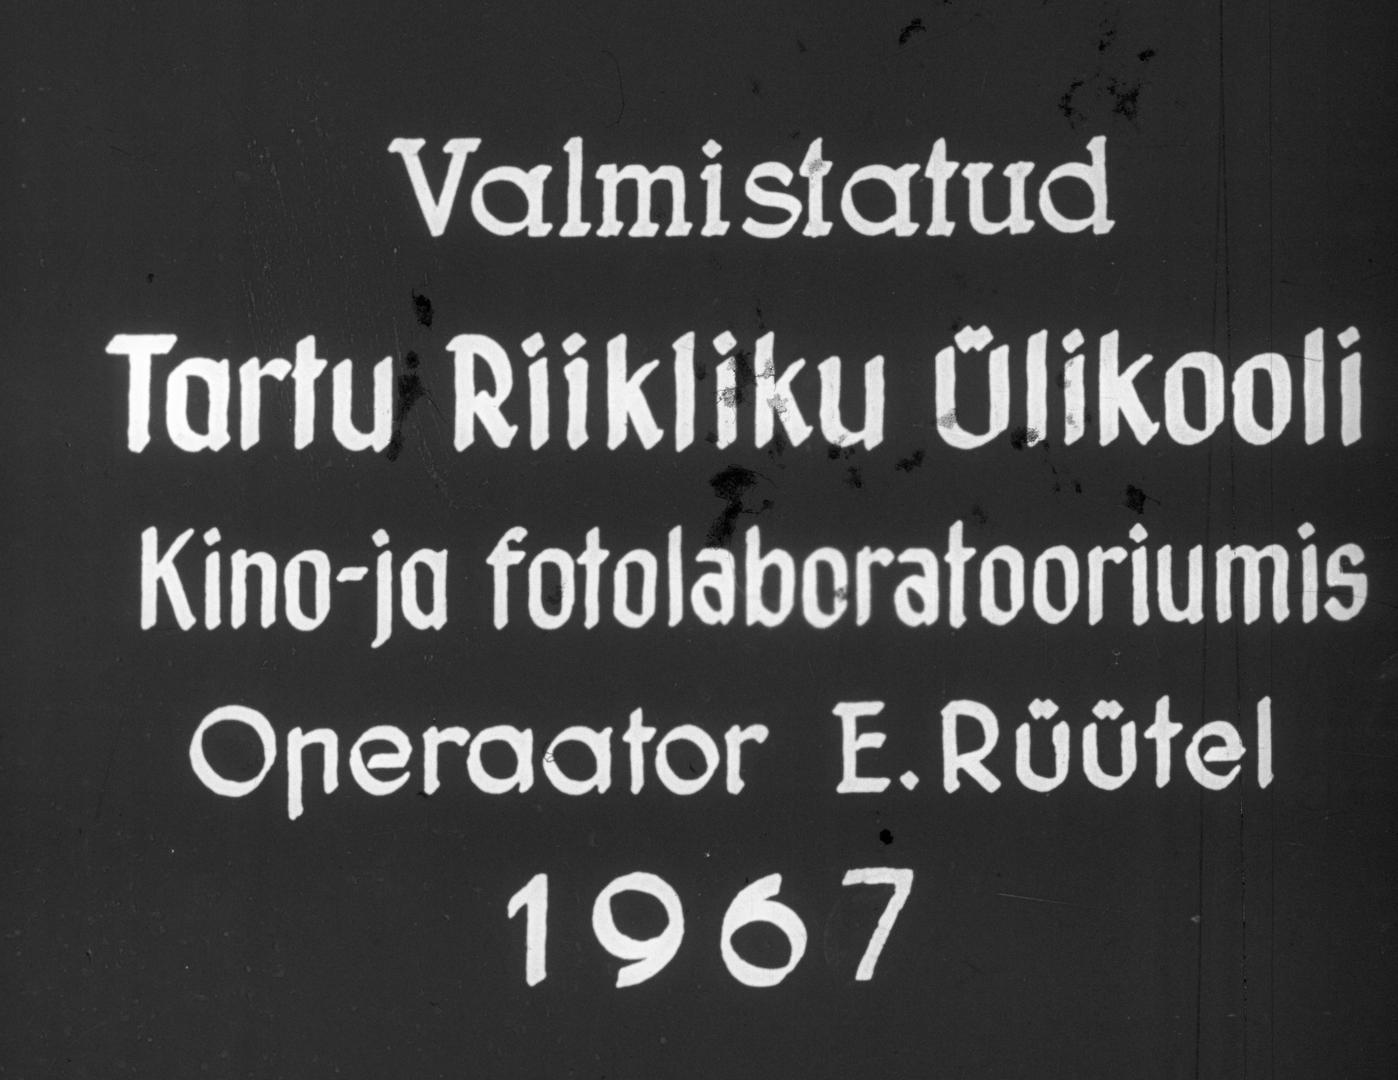 Valmistatud
Tartu Riikliku Ülikooli
Kino-ja fotolaboratooriumis
Operaator E. Rüütel
1967